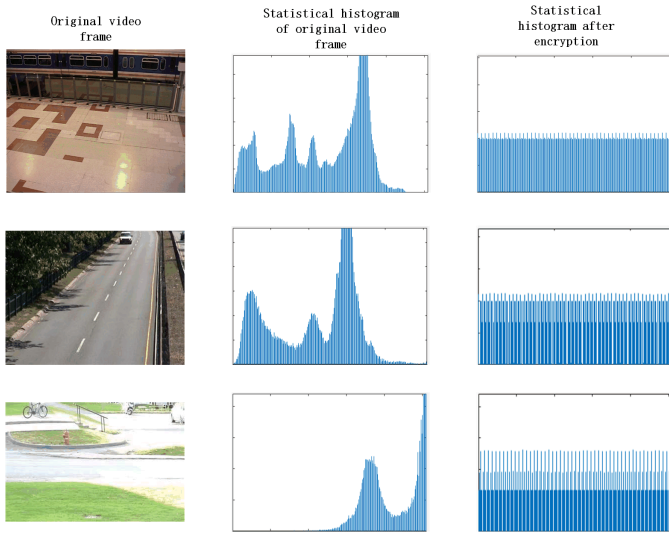 Original video
frame
Statistical histogram
of original video
frame
Statistical
histogram after
encryption